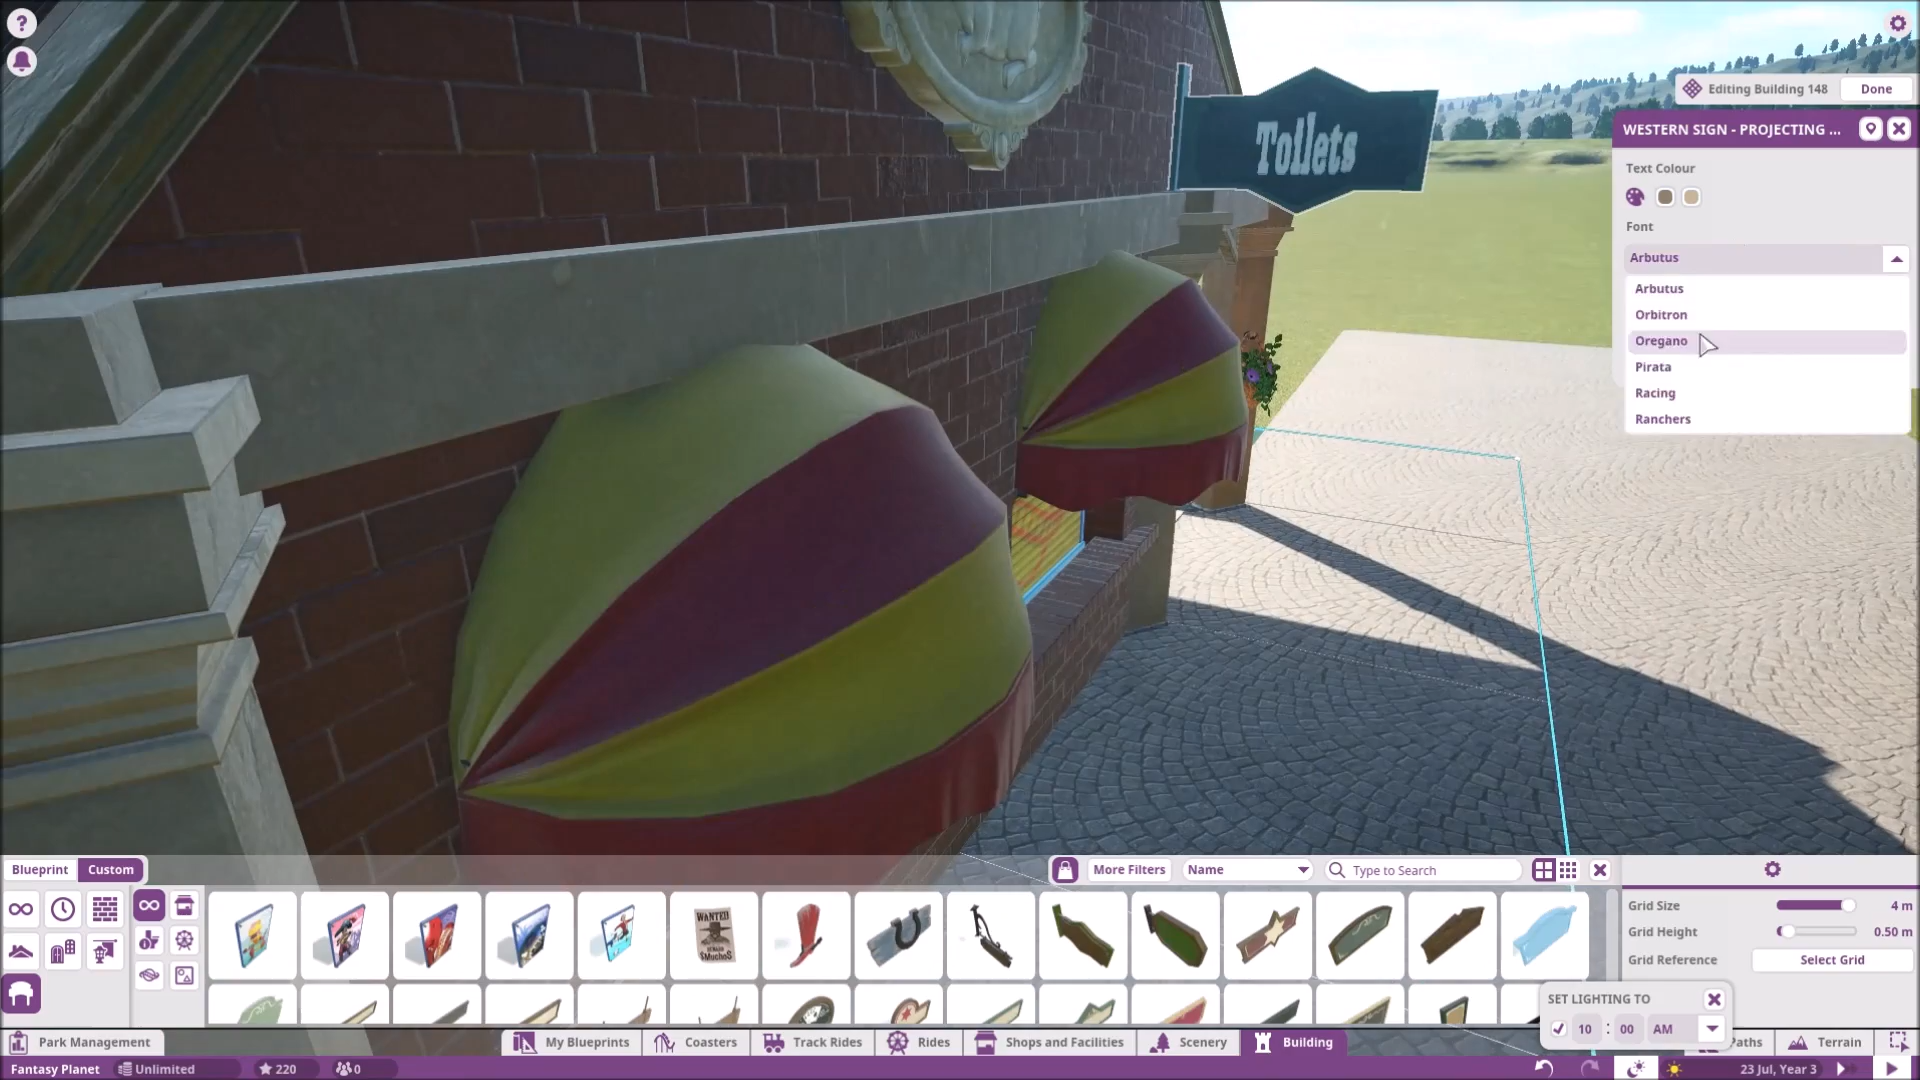 ?
Toilets
Editing Building 148
Done
WESTERN SIGN - PROJECTING ...
Text Colour
Font
Arbutus
Arbutus
Orbitron
Oregano
Pirata
Racing
Ranchers
Blueprint
Custom
More Filters
Name
Type to Search
WANTED
$Mucho$
Grid Size
4 m
Grid Height
0.50 m
Grid Reference
Select Grid
SET LIGHTING TO
10 : 00 AM
Park Management
My Blueprints
Coasters
Track Rides
Rides
Shops and Facilities
Scenery
Building
Paths
Terrain
Fantasy Planet
Unlimited
220
0
23 Jul, Year 3